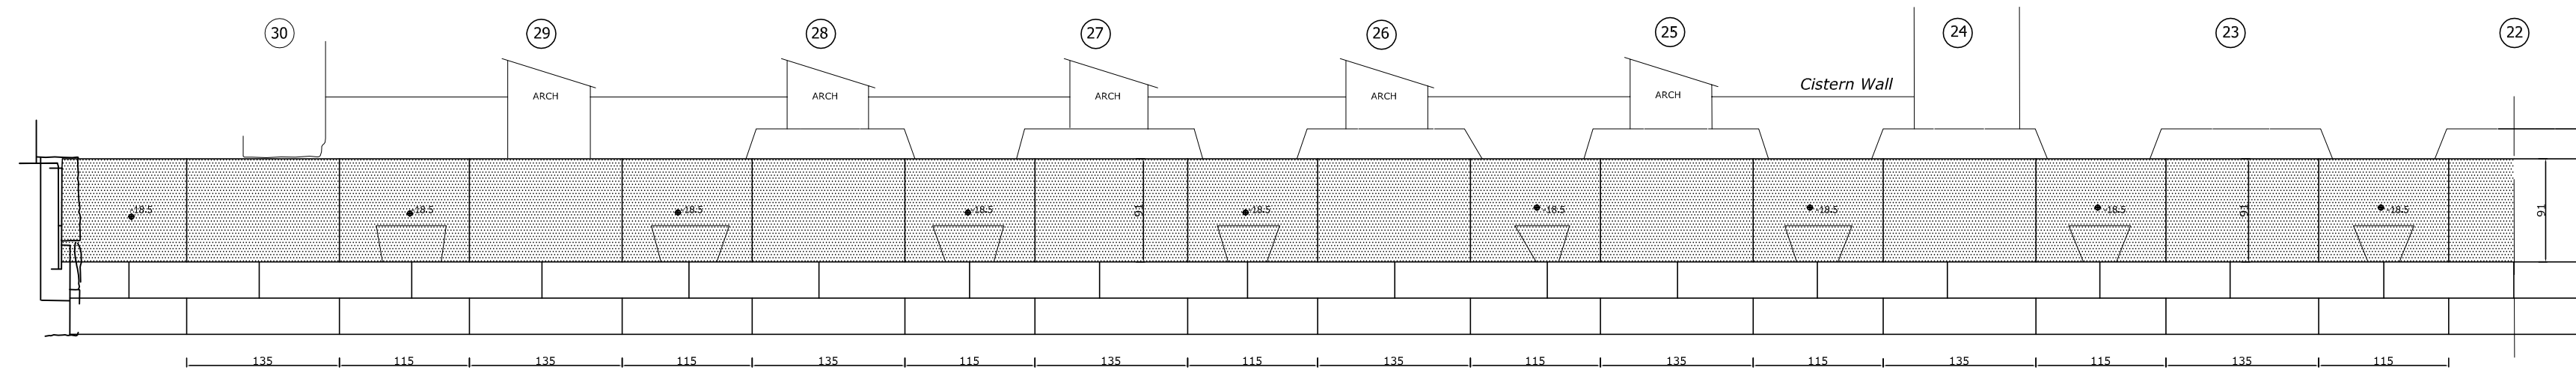 30 29 28 27 26 25 24 23 22
Cistern Wall
ARCH ARCH ARCH ARCH ARCH
-18.5 -18.5 -18.5 -18.5 -18.5 -18.5 -18.5 -18.5 -18.5
91 91 91
135 115 135 115 135 115 135 115 135 115 135 115 135 115 135 115